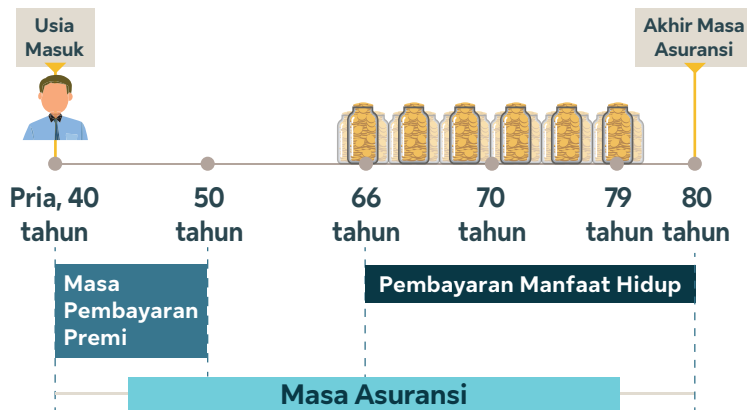 Usia
Masuk
Akhir Masa
Asuransi
Pria, 40
tahun
50
tahun
66
tahun
70
tahun
79
tahun
80
tahun
Masa
Pembayaran
Premi
Pembayaran Manfaat Hidup
Masa Asuransi